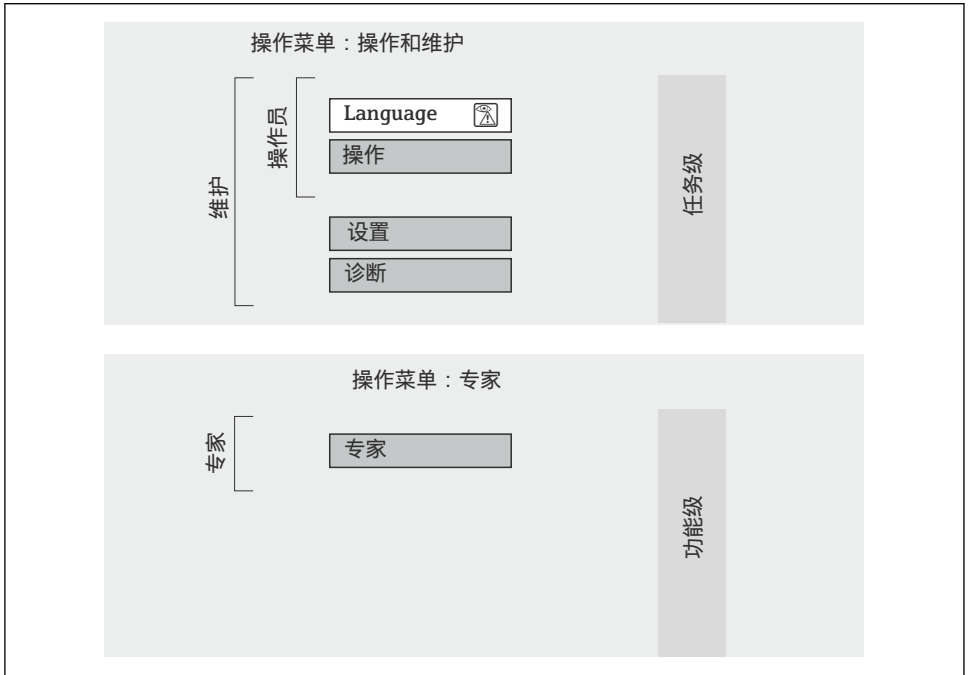 操作菜单：操作和维护
维护
操作员
Language
操作
设置
诊断
任务级
操作菜单：专家
专家
专家
功能级